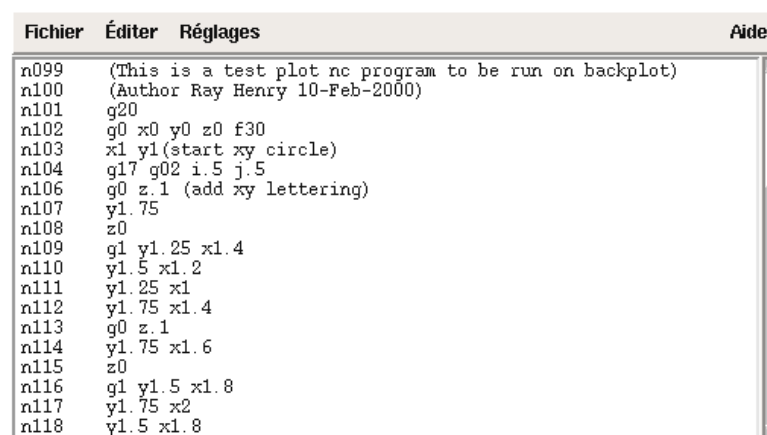 Fichier Éditer Réglages Aide
n099 (This is a test plot nc program to be run on backplot)
n100 (Author Ray Henry 10-Feb-2000)
n101 g20
n102 g0 x0 y0 z0 f30
n103 x1 y1(start xy circle)
n104 g17 g02 i.5 j.5
n106 g0 z.1 (add xy lettering)
n107 y1.75
n108 z0
n109 g1 y1.25 x1.4
n110 y1.5 x1.2
n111 y1.25 x1
n112 y1.75 x1.4
n113 g0 z.1
n114 y1.75 x1.6
n115 z0
n116 g1 y1.5 x1.8
n117 y1.75 x2
n118 y1.5 x1.8